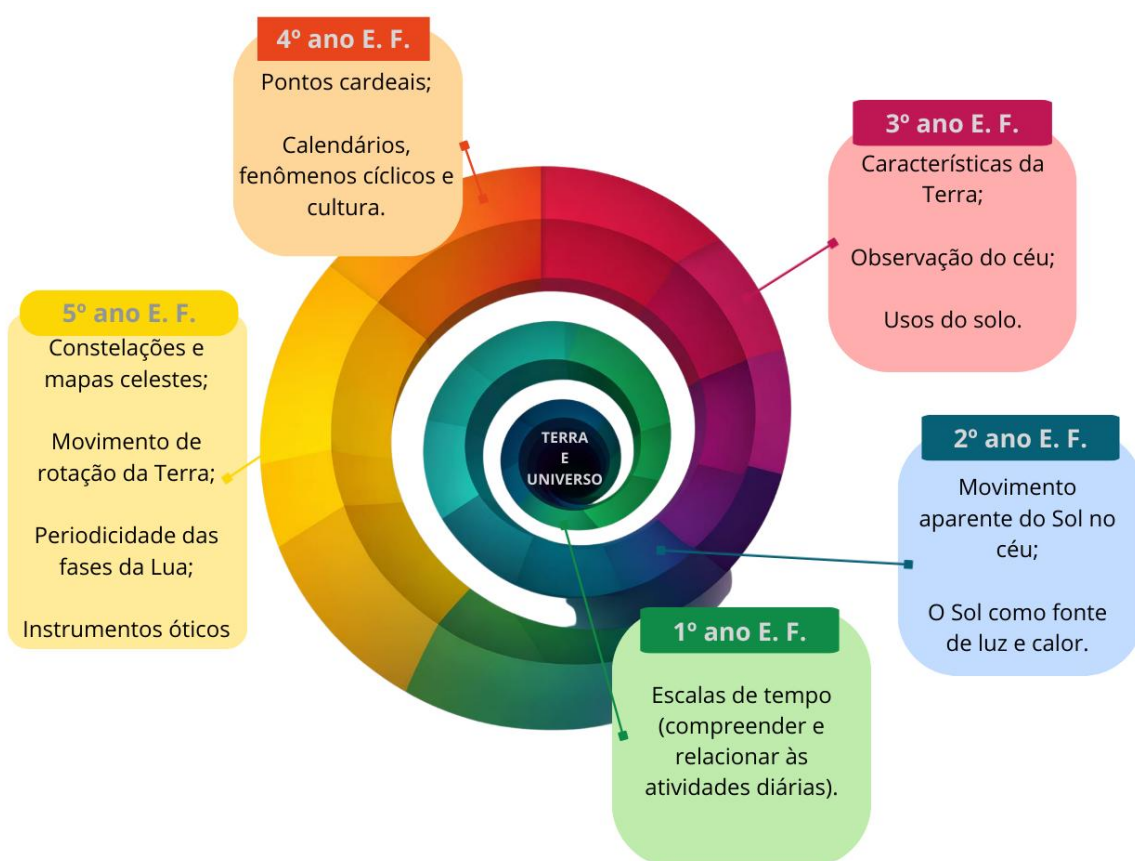 4º ano E. F.
Pontos cardeais;
Calendários,
fenômenos cíclicos e
cultura.
3º ano E. F.
Características da
Terra;
Observação do céu;
Usos do solo.
5º ano E. F.
Constelações e
mapas celestes;
Movimento de
rotação da Terra;
Periodicidade das
fases da Lua;
Instrumentos óticos
TERRA
E
UNIVERSO
2º ano E. F.
Movimento
aparente do Sol no
céu;
O Sol como fonte
de luz e calor.
1º ano E. F.
Escalas de tempo
(compreender e
relacionar às
atividades diárias).